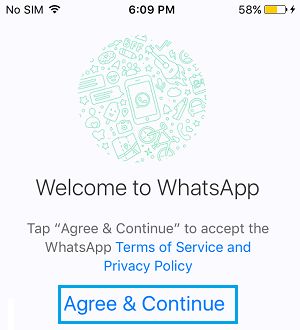 No SIM 6:09 PM 58%
Welcome to WhatsApp
Tap “Agree & Continue” to accept the
WhatsApp Terms of Service and
Privacy Policy
Agree & Continue